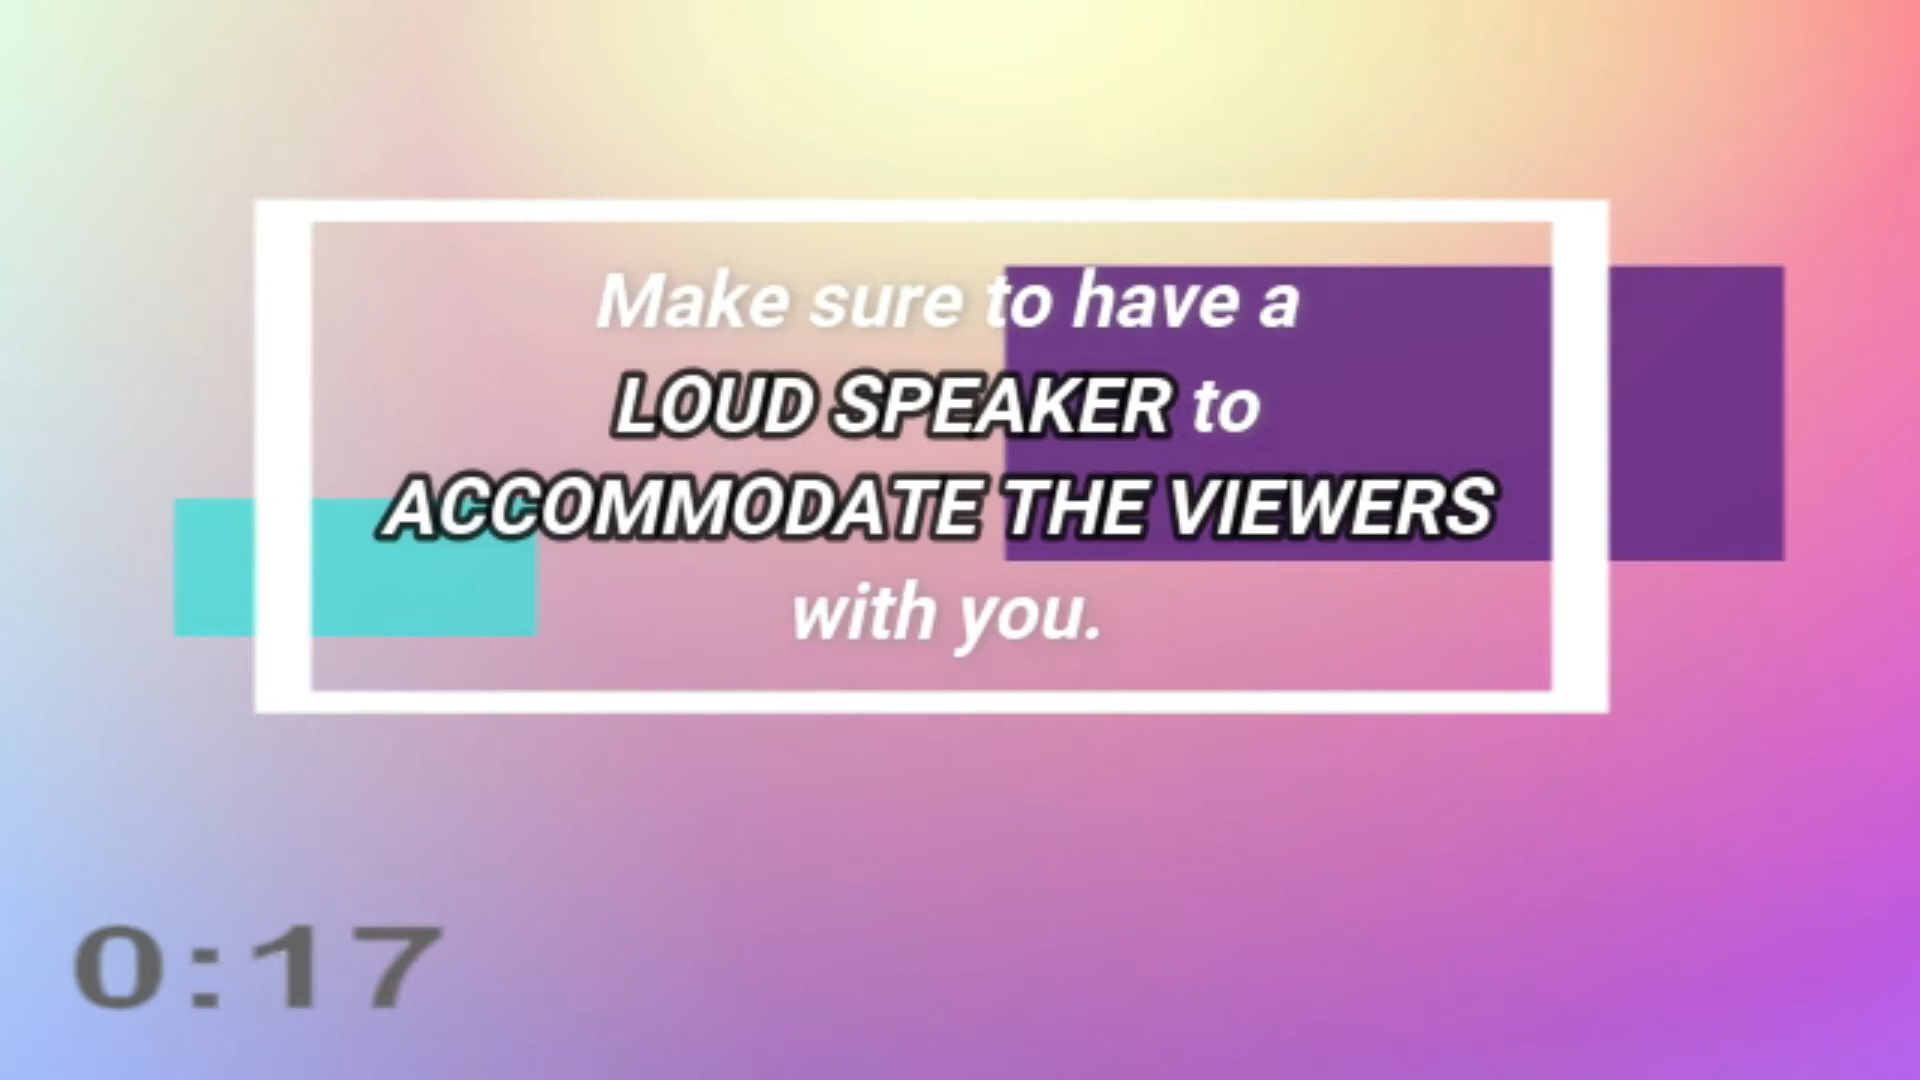 Make sure to have a
LOUD SPEAKER to
ACCOMMODATE THE VIEWERS
with you.
0:17